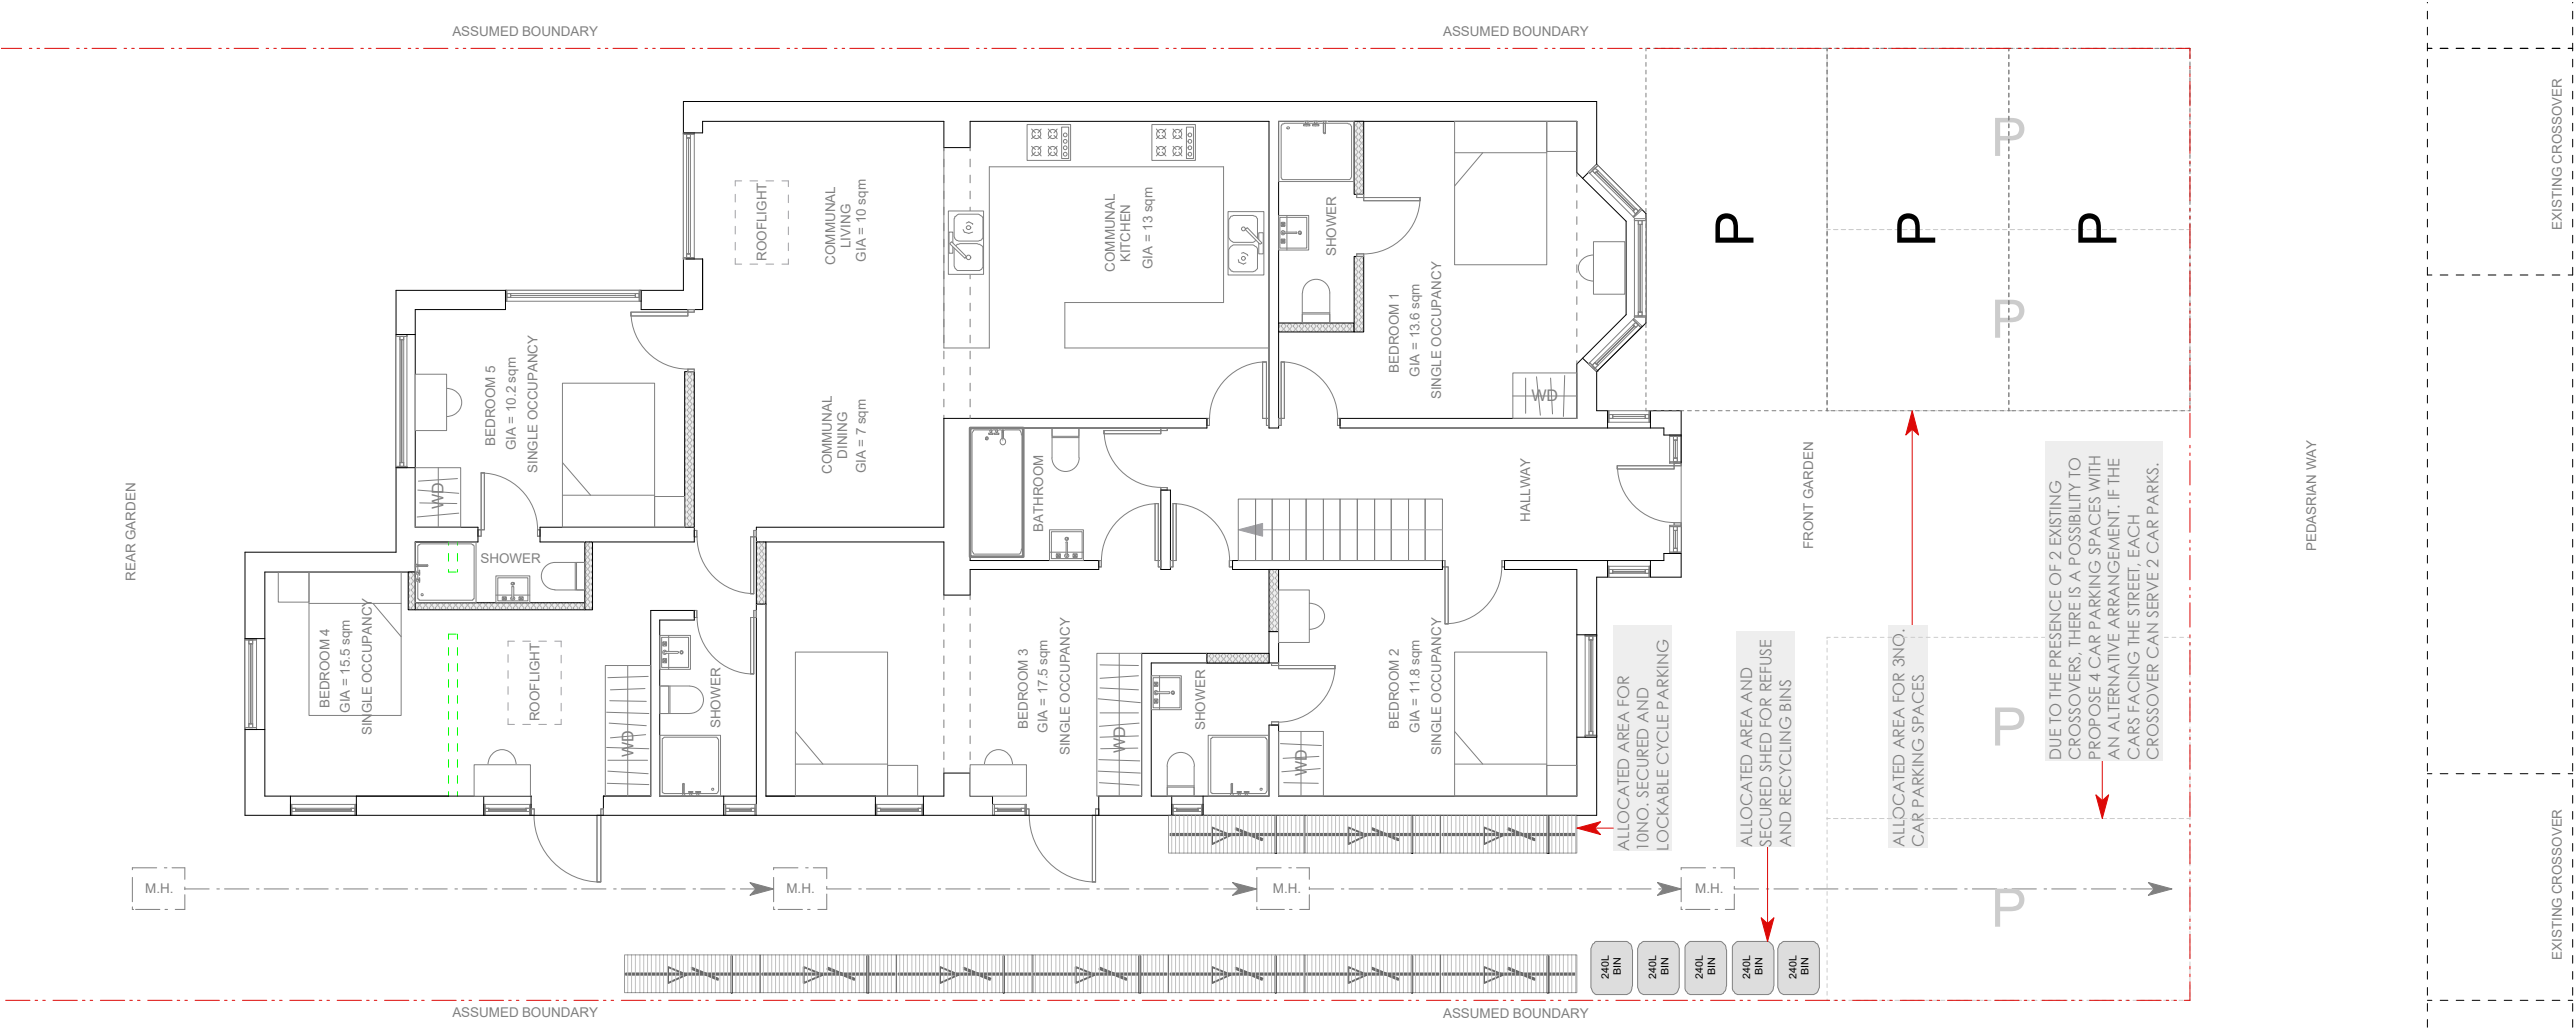 ASSUMED BOUNDARY
ASSUMED BOUNDARY
EXISTING CROSSOVER
P
P
P
P
P
ROOFLIGHT
COMMUNAL
LIVING
GIA = 10 sqm
COMMUNAL
KITCHEN
GIA = 13 sqm
SHOWER
BEDROOM 1
GIA = 13.6 sqm
SINGLE OCCUPANCY
WD
BEDROOM 5
GIA = 10.2 sqm
SINGLE OCCUPANCY
WD
COMMUNAL
DINING
GIA = 7 sqm
BATHROOM
HALLWAY
FRONT GARDEN
PEDASRIAN WAY
REAR GARDEN
SHOWER
BEDROOM 4
GIA = 15.5 sqm
SINGLE OCCUPANCY
ROOFLIGHT
WD
SHOWER
BEDROOM 3
GIA = 17.5 sqm
SINGLE OCCUPANCY
WD
SHOWER
WD
BEDROOM 2
GIA = 11.8 sqm
SINGLE OCCUPANCY
ALLOCATED AREA FOR
10NO. SECURED AND
LOCKABLE CYCLE PARKING
ALLOCATED AREA AND
SECURED SHED FOR REFUSE
AND RECYCLING BINS
ALLOCATED AREA FOR 3NO.
CAR PARKING SPACES
DUE TO THE PRESENCE OF 2 EXISTING
CROSSOVERS, THERE IS A POSSIBILITY TO
PROPOSE 4 CAR PARKING SPACES WITH
AN ALTERNATIVE ARRANGEMENT. IF THE
CARS FACING THE STREET, EACH
CROSSOVER CAN SERVE 2 CAR PARKS.
P
P
M.H.
M.H.
M.H.
M.H.
240L
BIN
240L
BIN
240L
BIN
240L
BIN
240L
BIN
EXISTING CROSSOVER
ASSUMED BOUNDARY
ASSUMED BOUNDARY